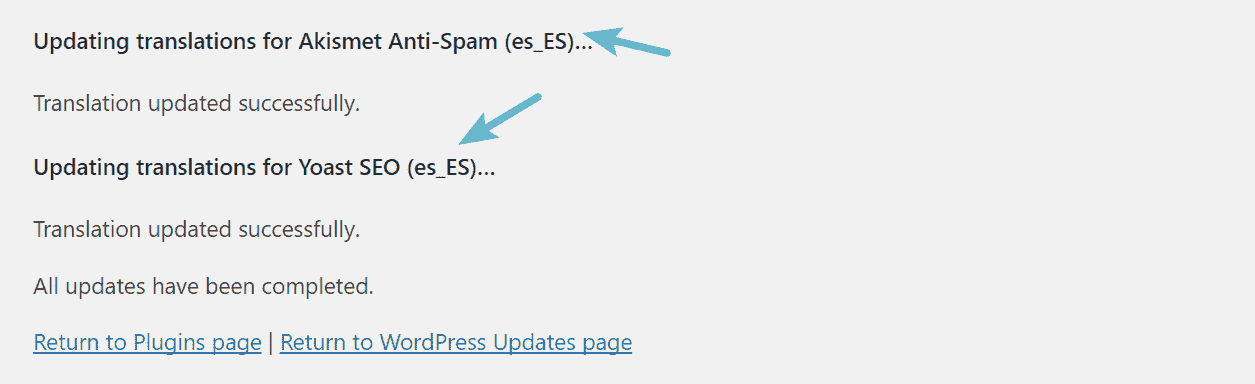 Updating translations for Akismet Anti-Spam (es_ES)...
Translation updated successfully.
Updating translations for Yoast SEO (es_ES)...
Translation updated successfully.
All updates have been completed.
Return to Plugins page | Return to WordPress Updates page